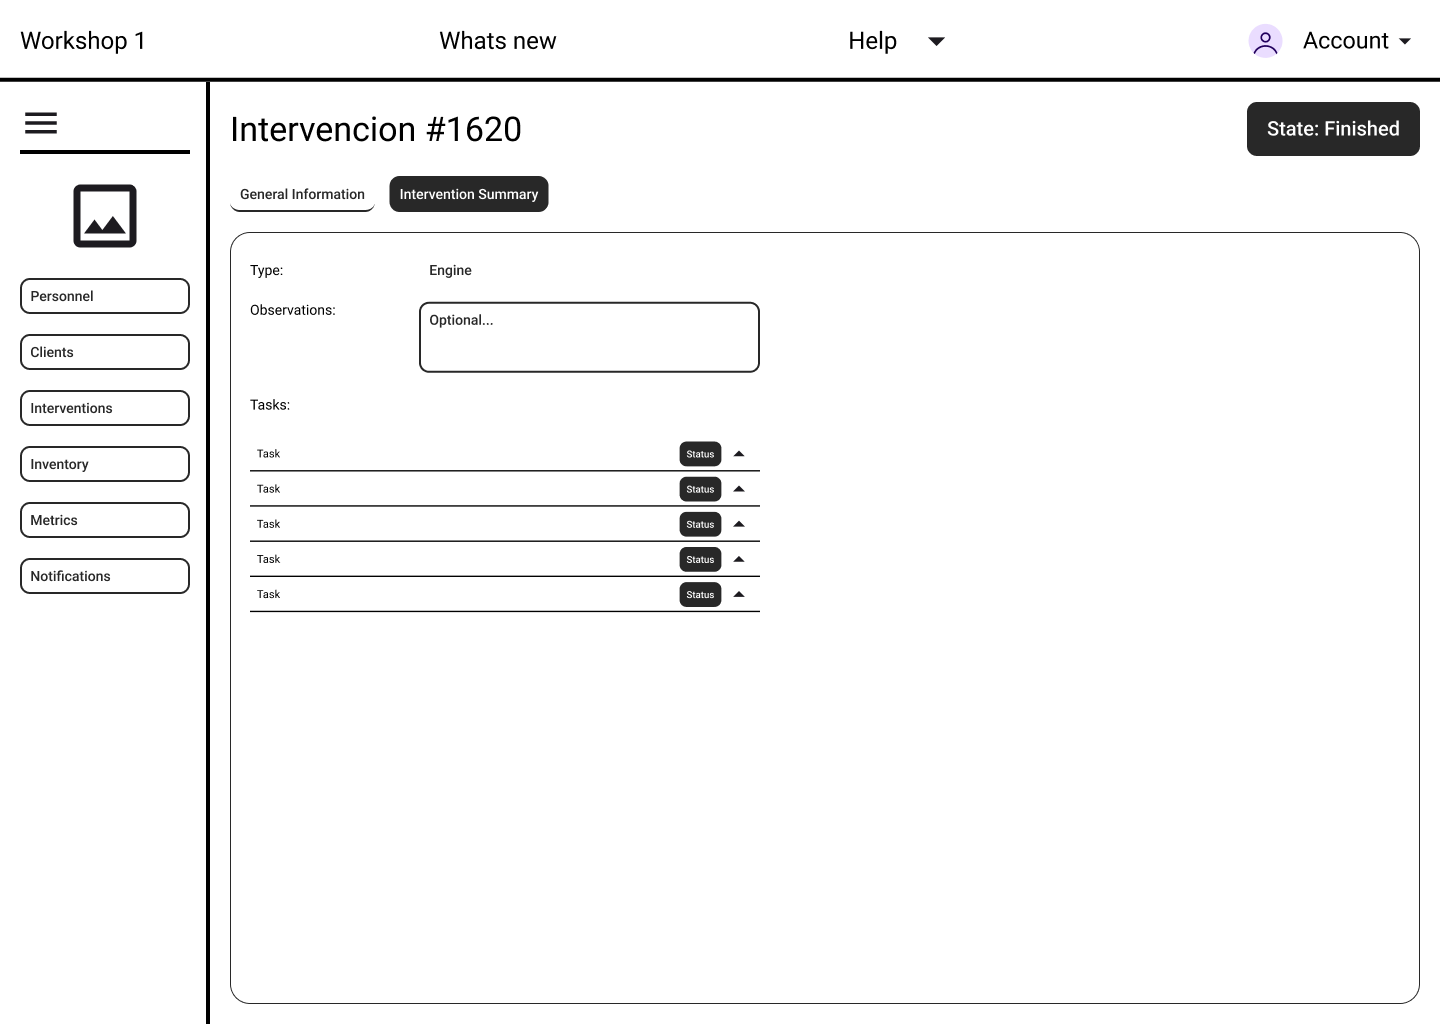 Workshop 1
Whats new
Help
Account
Intervencion #1620
State: Finished
General Information
Intervention Summary
Personnel
Clients
Interventions
Inventory
Metrics
Notifications
Type:
Engine
Observations:
Optional...
Tasks:
Task
Status
Task
Status
Task
Status
Task
Status
Task
Status